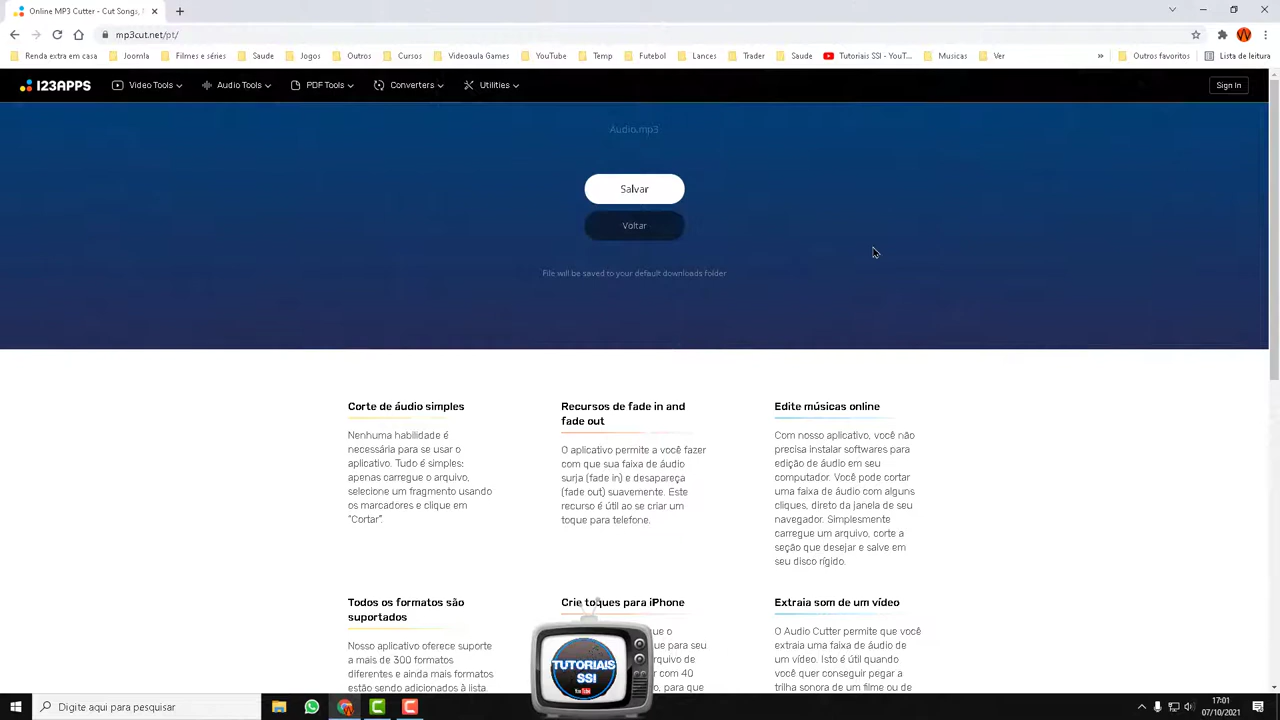 Online MP3 Cutter - Cut Songs,
mp3cut.net/pt/
Renda extra em casa
Joomla
Filmes e séries
Saude
Jogos
Outros
Cursos
Videoaula Games
YouTube
Temp
Futebol
Lances
Trader
Saude
Tutoriais SSI - YouT...
Musicas
Ver
Outros favoritos
Lista de leitura
123APPS
Video Tools
Audio Tools
PDF Tools
Converters
Utilities
Sign In
Audio.mp3
Salvar
Voltar
File will be saved to your default downloads folder
Corte de áudio simples
Nenhuma habilidade é
necessária para se usar o
aplicativo. Tudo é simples:
apenas carregue o arquivo,
selecione um fragmento usando
os marcadores e clique em
"Cortar".
Recursos de fade in and
fade out
O aplicativo permite a você fazer
com que sua faixa de áudio
surja (fade in) e desapareça
(fade out) suavemente. Este
recurso é útil ao se criar um
toque para telefone.
Edite músicas online
Com nosso aplicativo, você não
precisa instalar softwares para
edição de áudio em seu
computador. Você pode cortar
uma faixa de áudio com alguns
cliques, direto da janela de seu
navegador. Simplesmente
carregue um arquivo, corte a
seção que desejar e salve em
seu disco rígido.
Todos os formatos são
suportados
Nosso aplicativo oferece suporte
a mais de 300 formatos
diferentes e ainda mais formatos
estão sendo adicionados à lista.
Crie toques para iPhone
que o
que para seu
arquivo de
com 40
para que
Extraia som de um vídeo
O Audio Cutter permite que você
extraia uma faixa de áudio de
um vídeo. Isto é útil quando
você quer conseguir pegar a
trilha sonora de um filme ou de
TUTORIAIS
SSI
YouTube
Digite aqui para pesquisar
17:01
07/10/2021